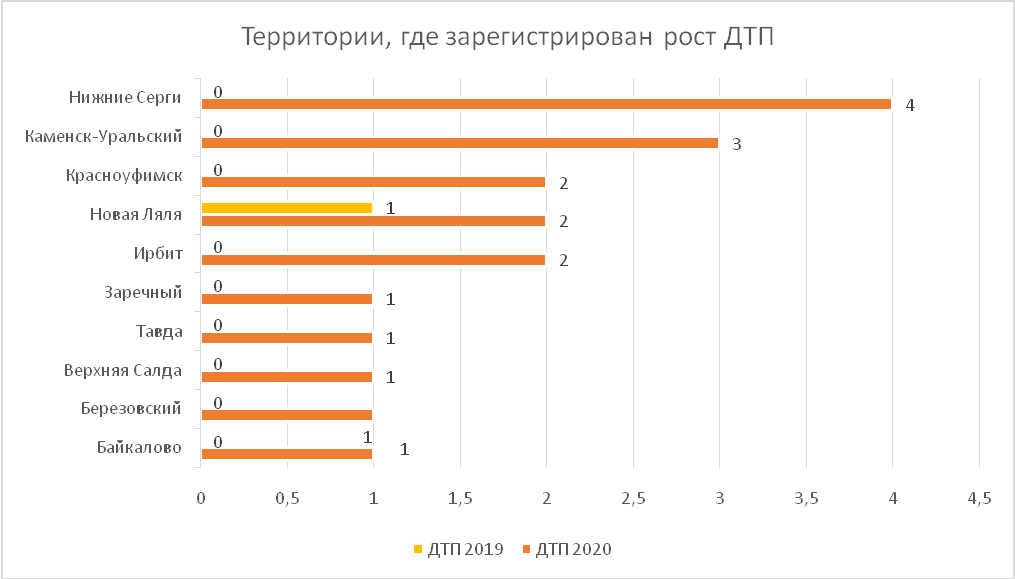 Территории, где зарегистрирован рост ДТП
Нижние Серги 0 4
Каменск-Уральский 0 3
Красноуфимск 0 2
Новая Ляля 1 2
Ирбит 0 2
Заречный 0 1
Тавда 0 1
Верхняя Салда 0 1
Березовский 0 1
Байкалово 0 1
0 0,5 1 1,5 2 2,5 3 3,5 4 4,5
ДТП 2019 ДТП 2020